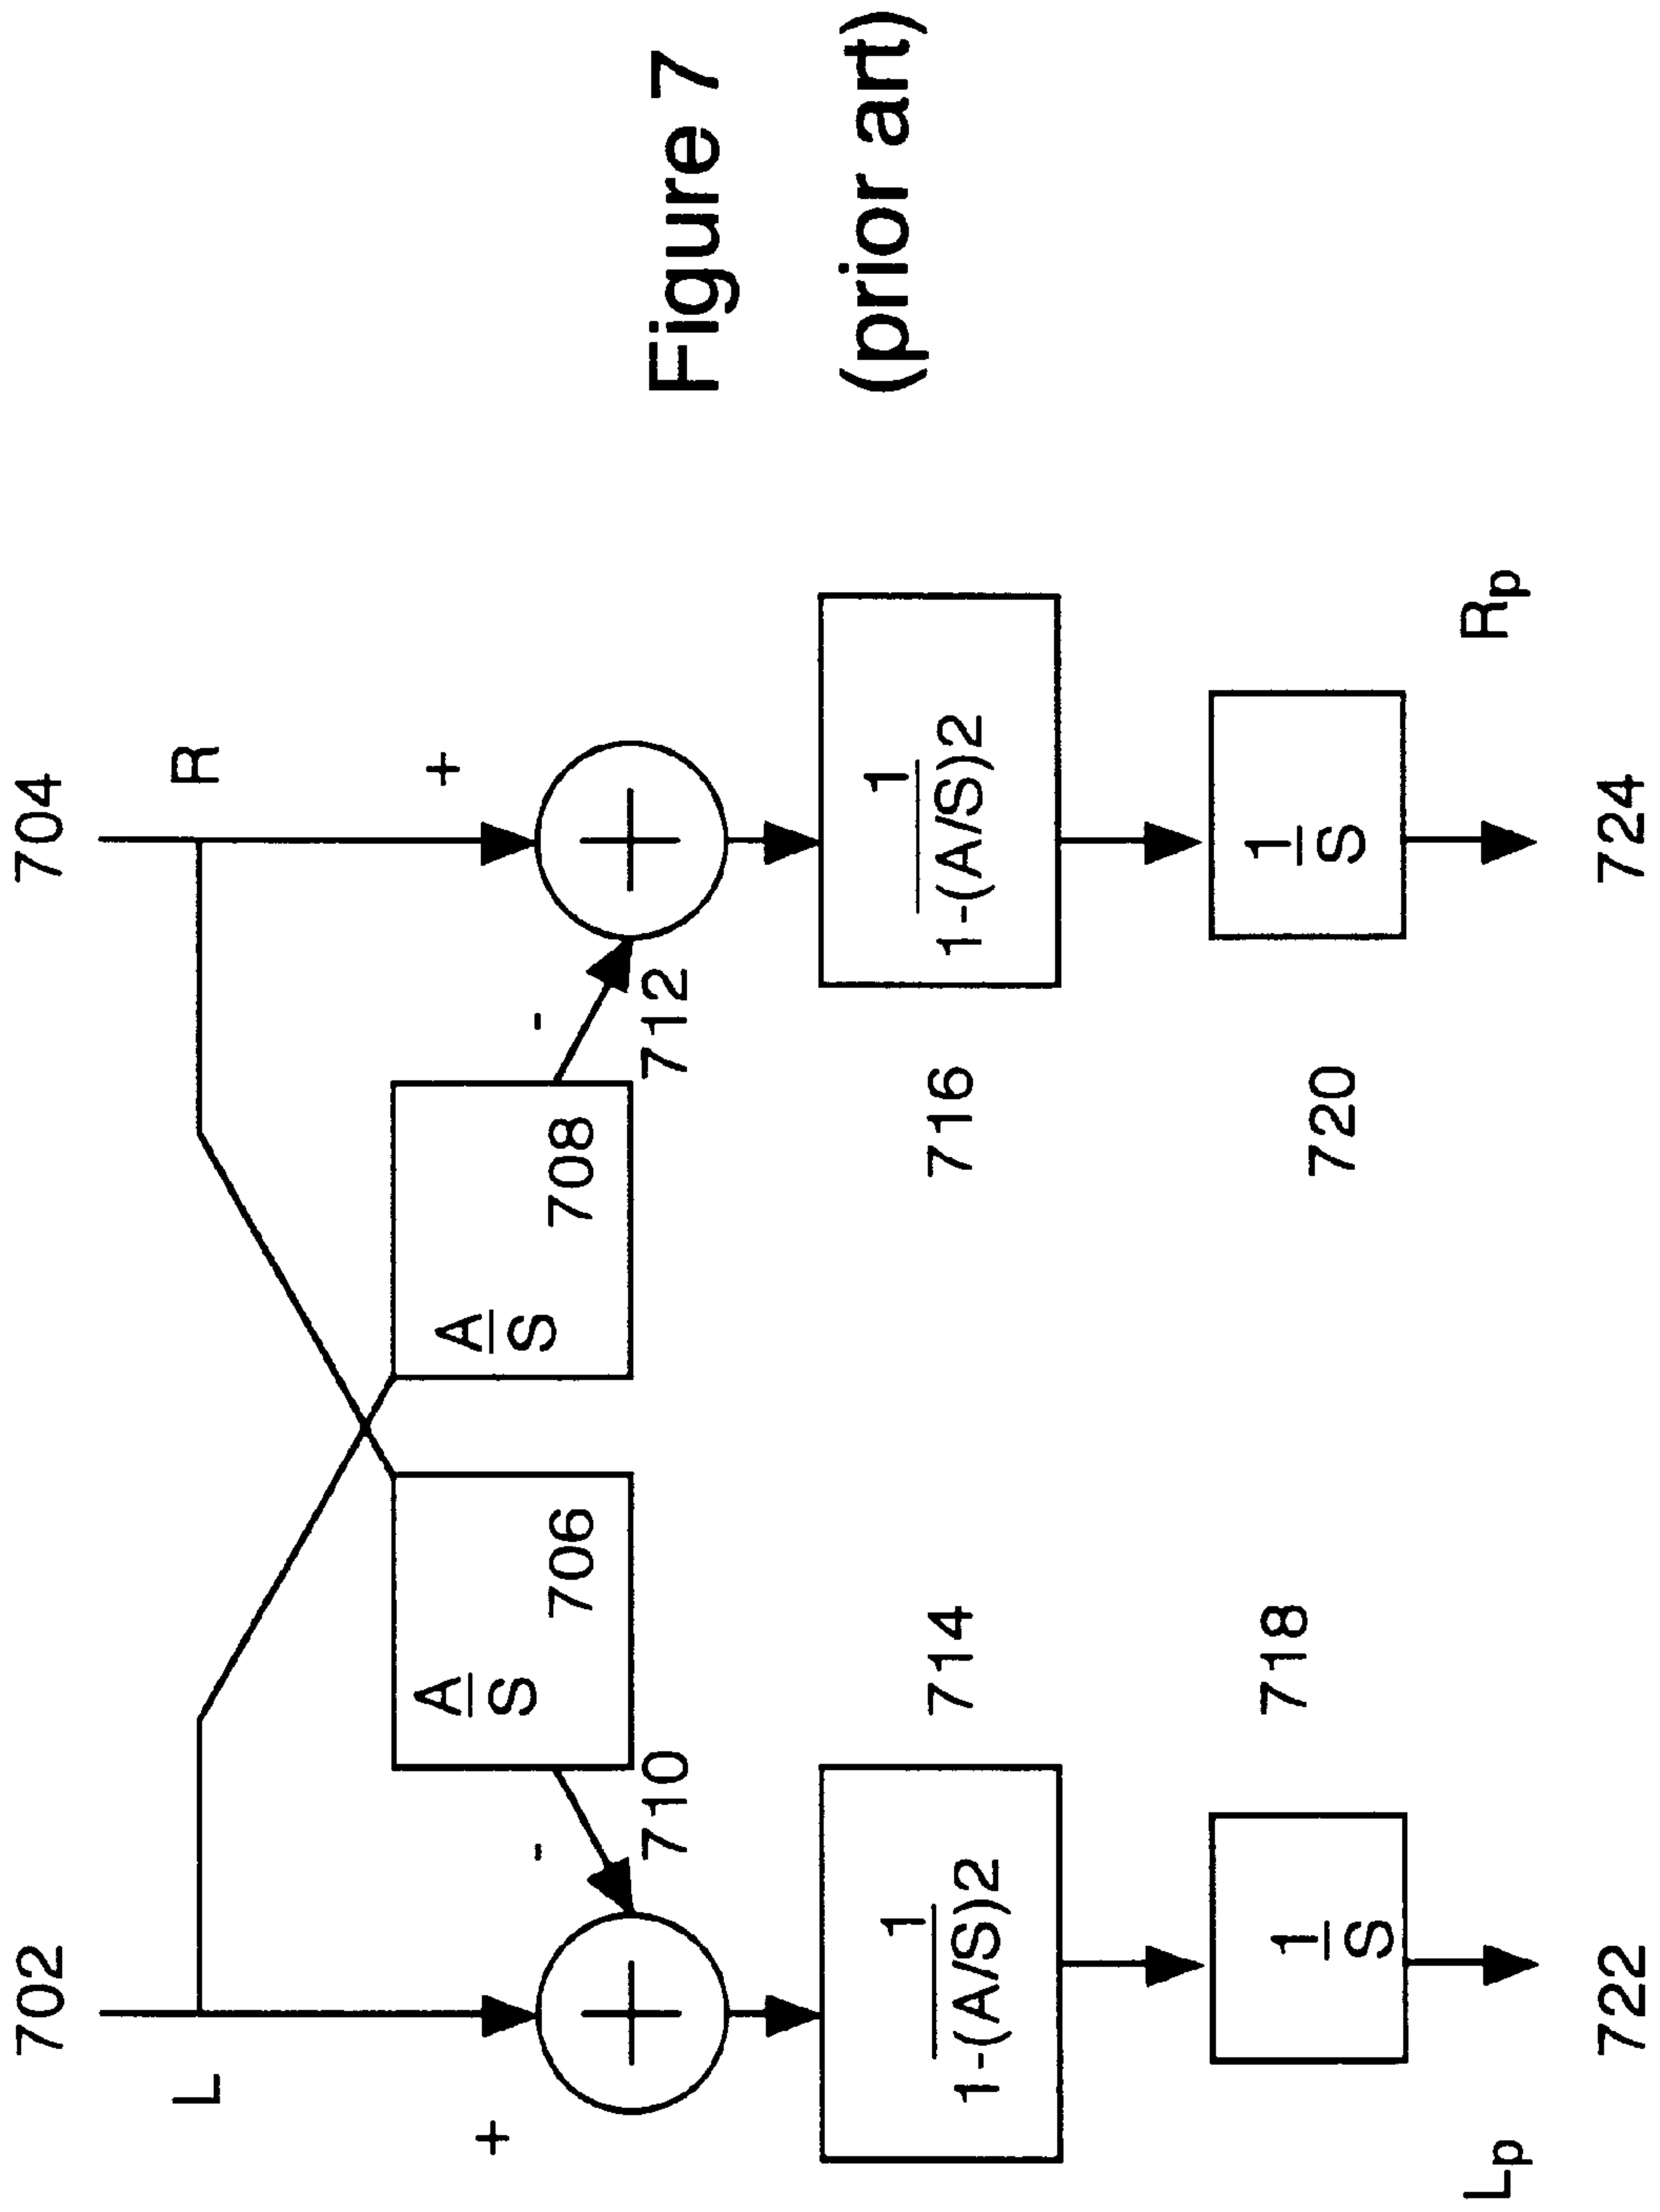 702
704
L
R
+
+
A
S
706
A
S
708
-
-
710
712
1
1-(A/S)2
714
1
1-(A/S)2
716
1
S
718
1
S
720
Lp
Rp
722
724
Figure 7
(prior art)